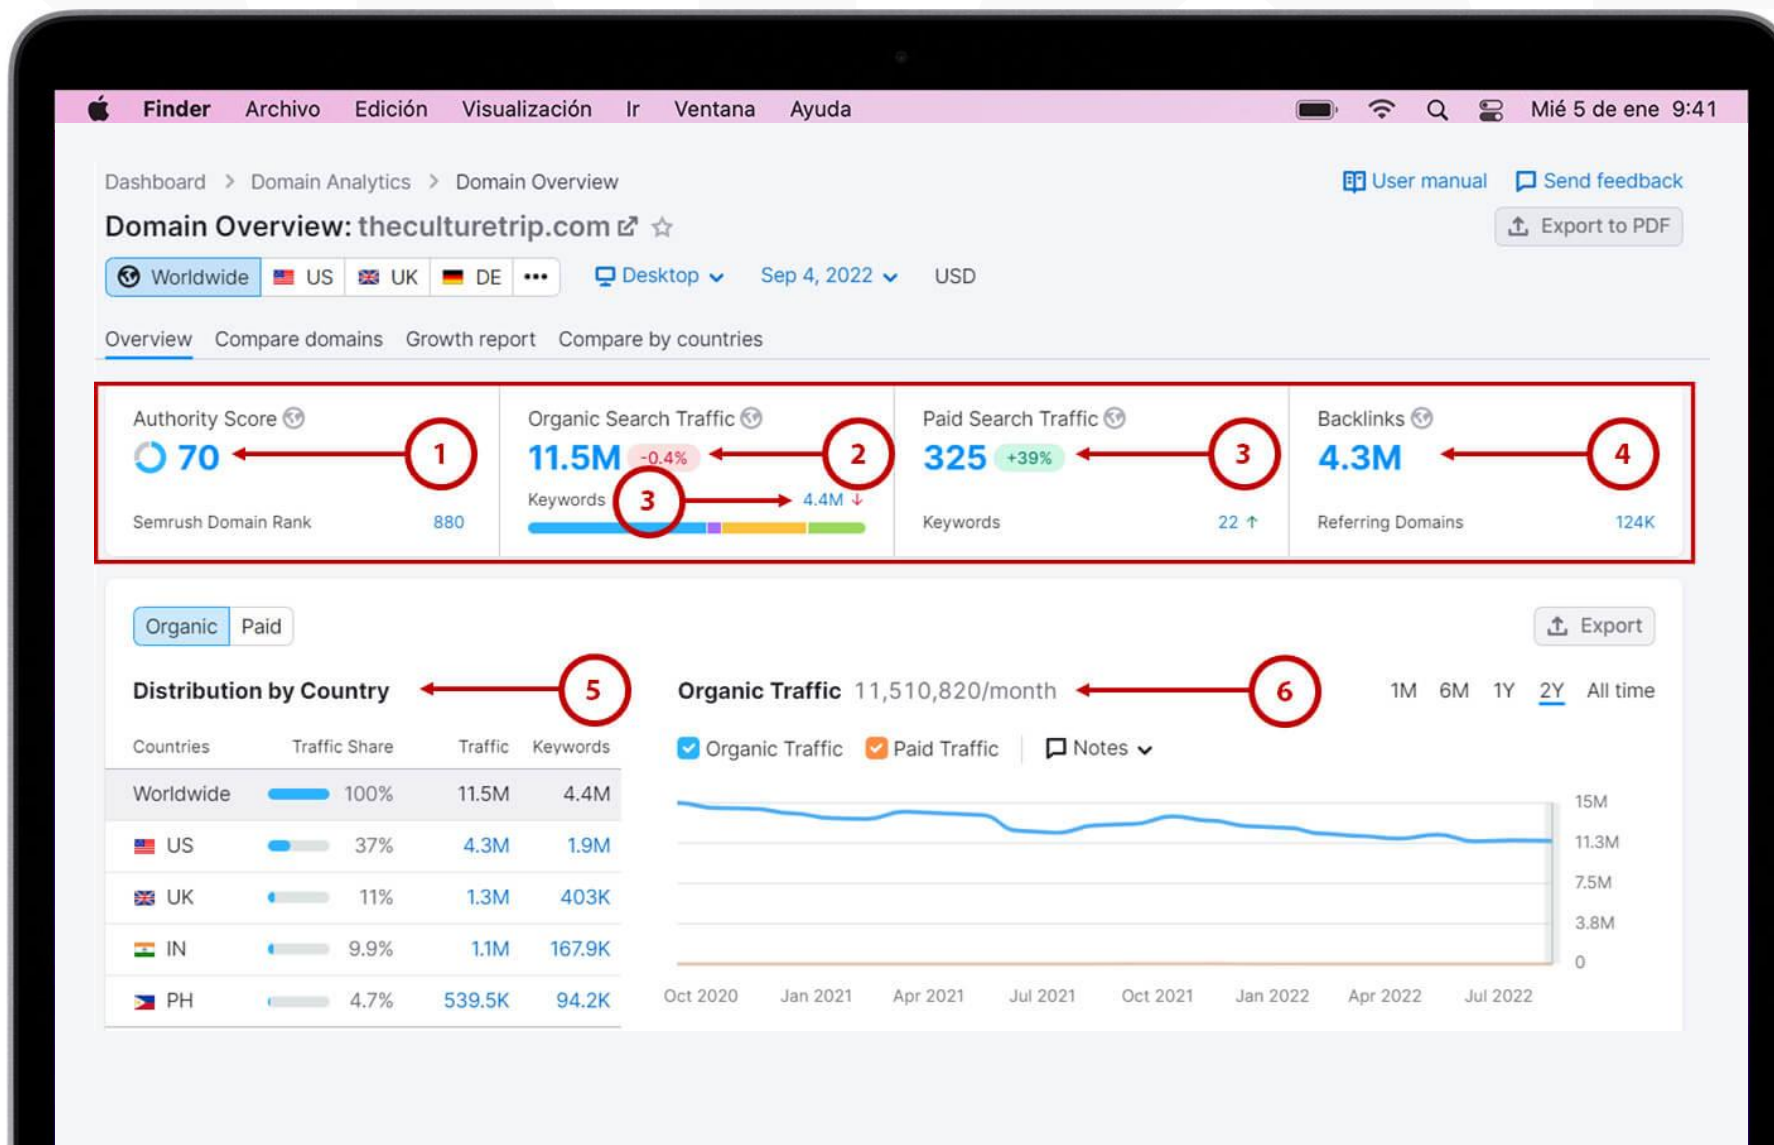 Finder Archivo Edición Visualización Ir Ventana Ayuda Mié 5 de ene 9:41
Dashboard > Domain Analytics > Domain Overview User manual Send feedback
Domain Overview: theculturetrip.com Export to PDF
Worldwide US UK DE ••• Desktop Sep 4, 2022 USD
Overview Compare domains Growth report Compare by countries
Authority Score
70
1
Semrush Domain Rank 880
Organic Search Traffic
11.5M -0.4%
2
Keywords 3 4.4M ↓
Paid Search Traffic
325 +39%
3
Keywords 22 ↑
Backlinks
4.3M
4
Referring Domains 124K
Organic Paid Export
Distribution by Country 5
Countries Traffic Share Traffic Keywords
Worldwide 100% 11.5M 4.4M
US 37% 4.3M 1.9M
UK 11% 1.3M 403K
IN 9.9% 1.1M 167.9K
PH 4.7% 539.5K 94.2K
Organic Traffic 11,510,820/month 6 1M 6M 1Y 2Y All time
Organic Traffic Paid Traffic Notes
15M
11.3M
7.5M
3.8M
0
Oct 2020 Jan 2021 Apr 2021 Jul 2021 Oct 2021 Jan 2022 Apr 2022 Jul 2022